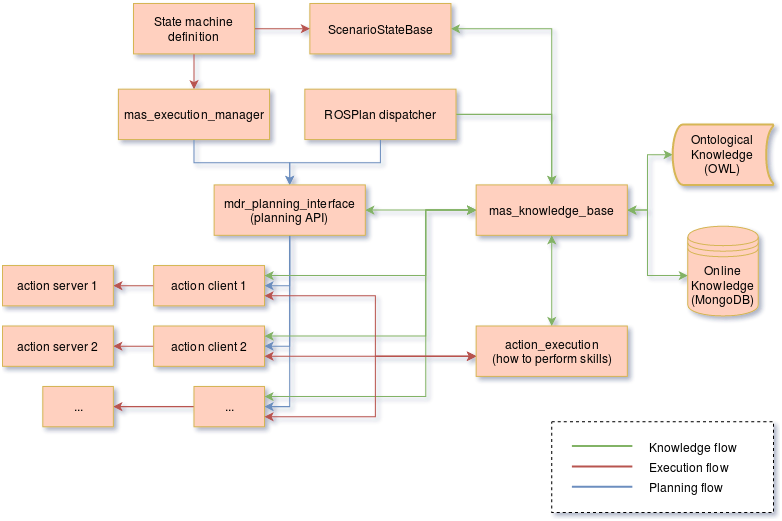 State machine
definition
ScenarioStateBase
mas_execution_manager
ROSPlan dispatcher
Ontological
Knowledge
(OWL)
mdr_planning_interface
(planning API)
mas_knowledge_base
action server 1
action client 1
Online
Knowledge
(MongoDB)
action server 2
action client 2
action_execution
(how to perform skills)
...
...
Knowledge flow
Execution flow
Planning flow